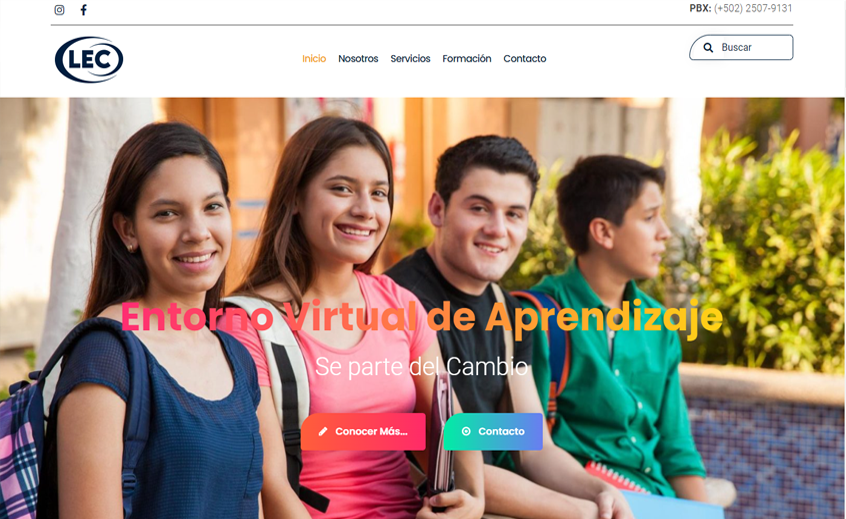 PBX: (+502) 2507-9131
LEC
Inicio Nosotros Servicios Formación Contacto
Buscar
Entorno Virtual de Aprendizaje
Se parte del Cambio
Conocer Más... Contacto